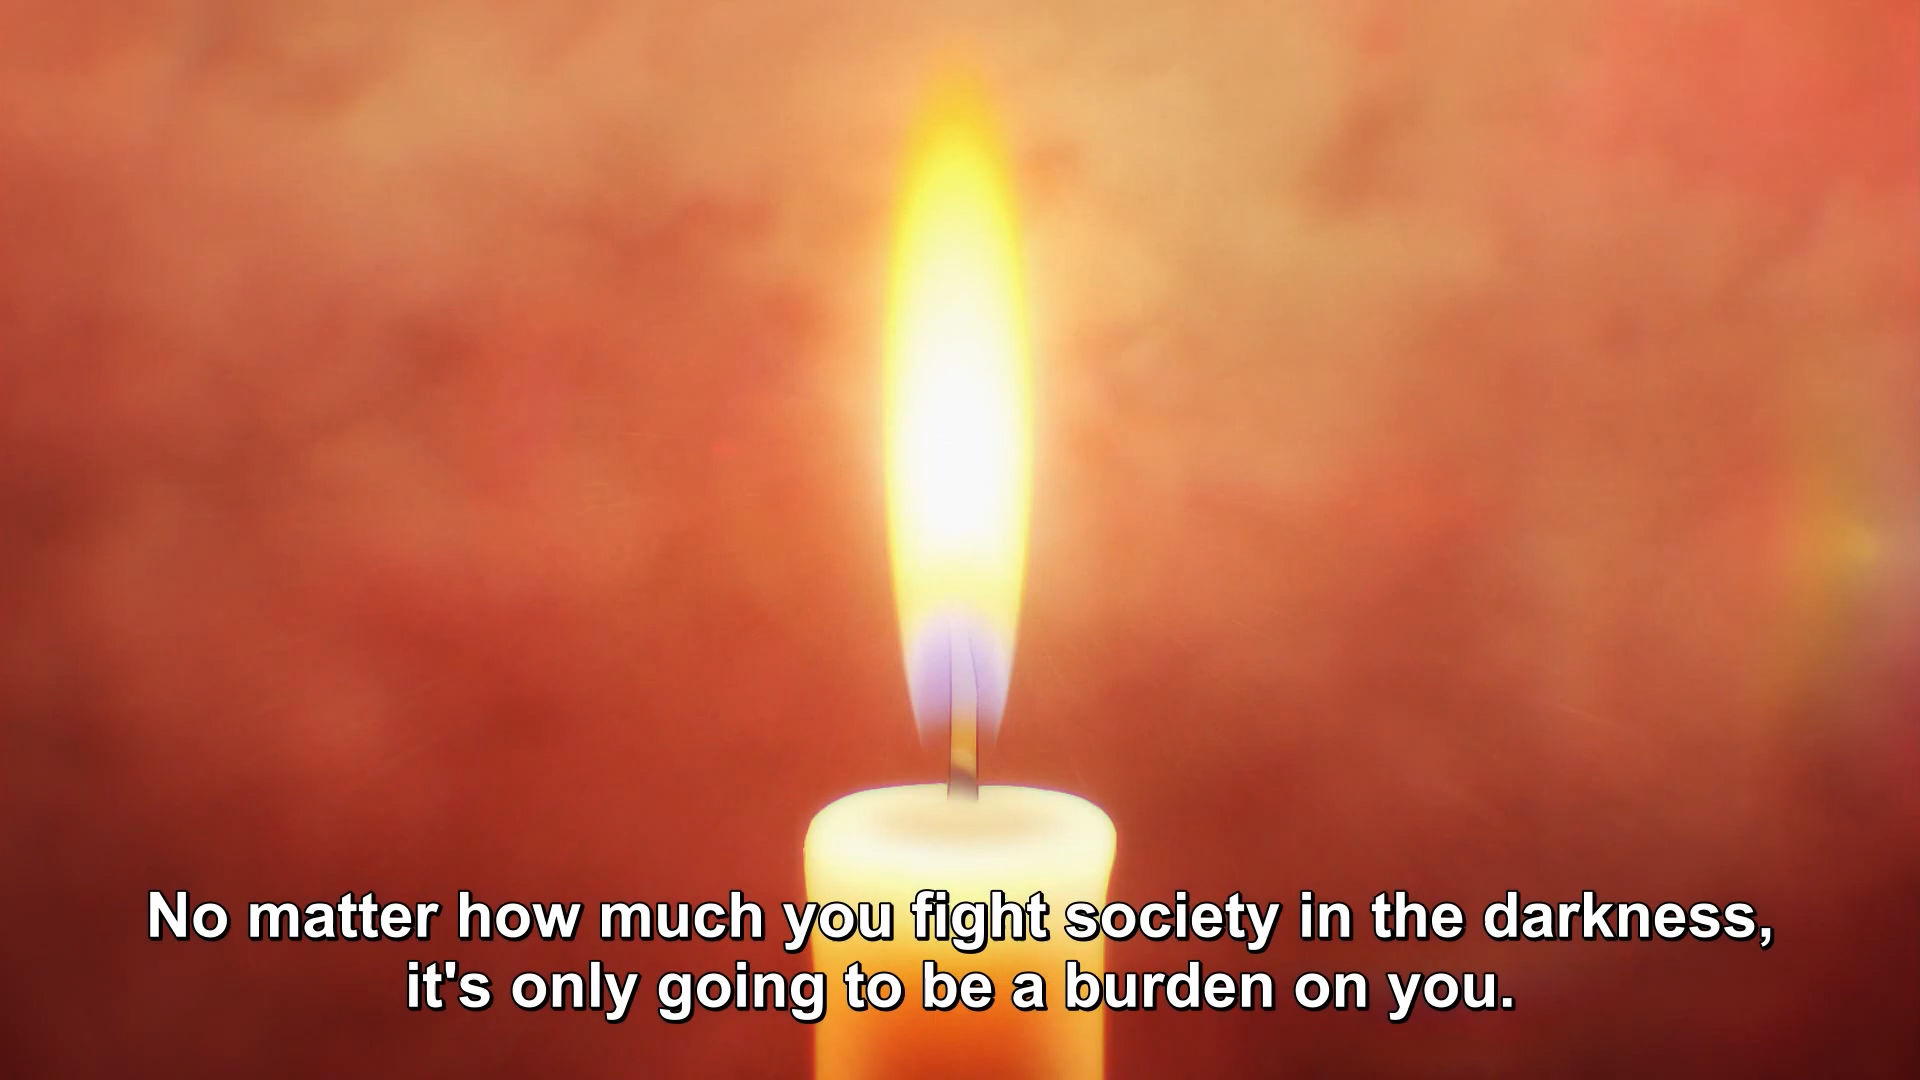 No matter how much you fight society in the darkness,
it's only going to be a burden on you.